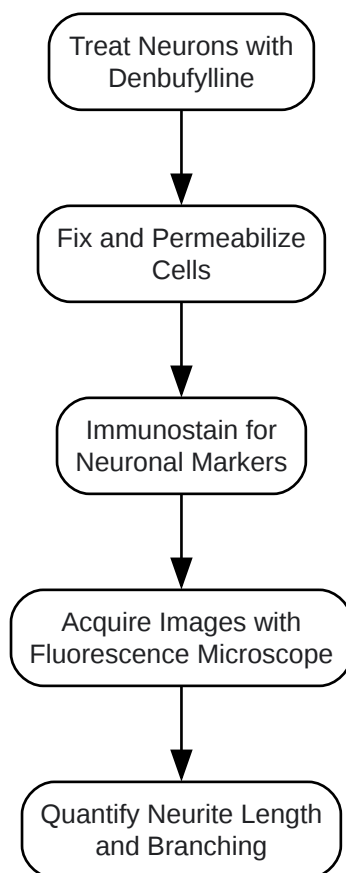 Treat Neurons with
Denbufylline
Fix and Permeabilize
Cells
Immunostain for
Neuronal Markers
Acquire Images with
Fluorescence Microscope
Quantify Neurite Length
and Branching